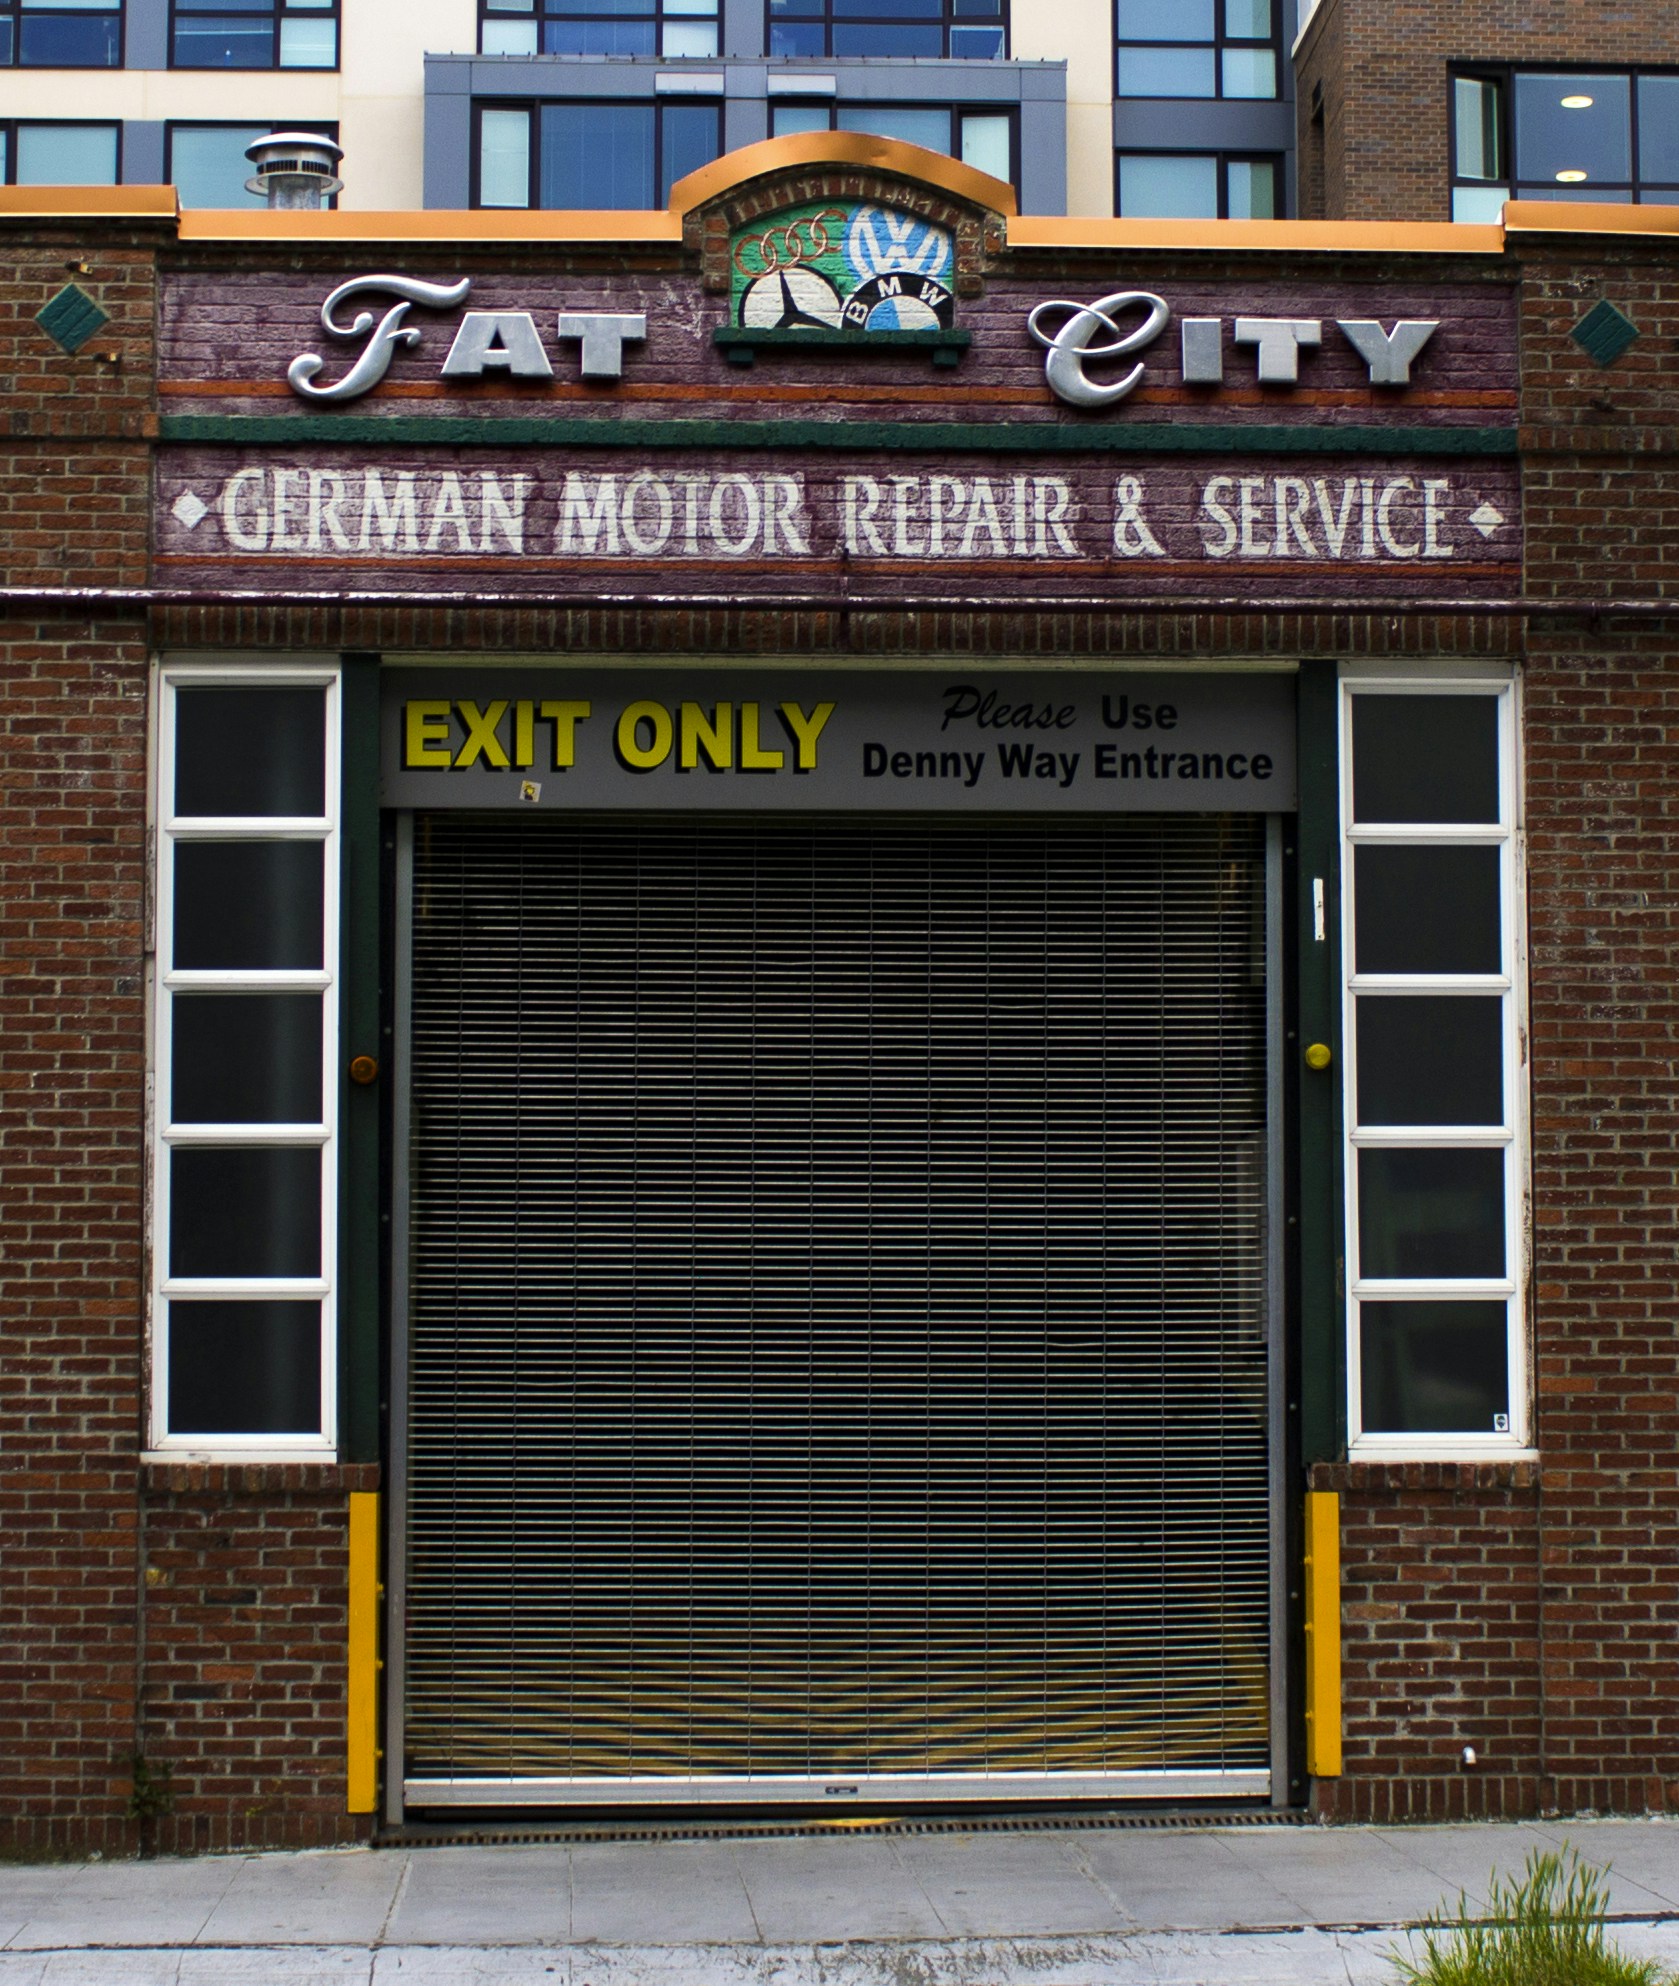 FAT CITY
BMW
GERMAN MOTOR REPAIR & SERVICE
EXIT ONLY
Please Use
Denny Way Entrance